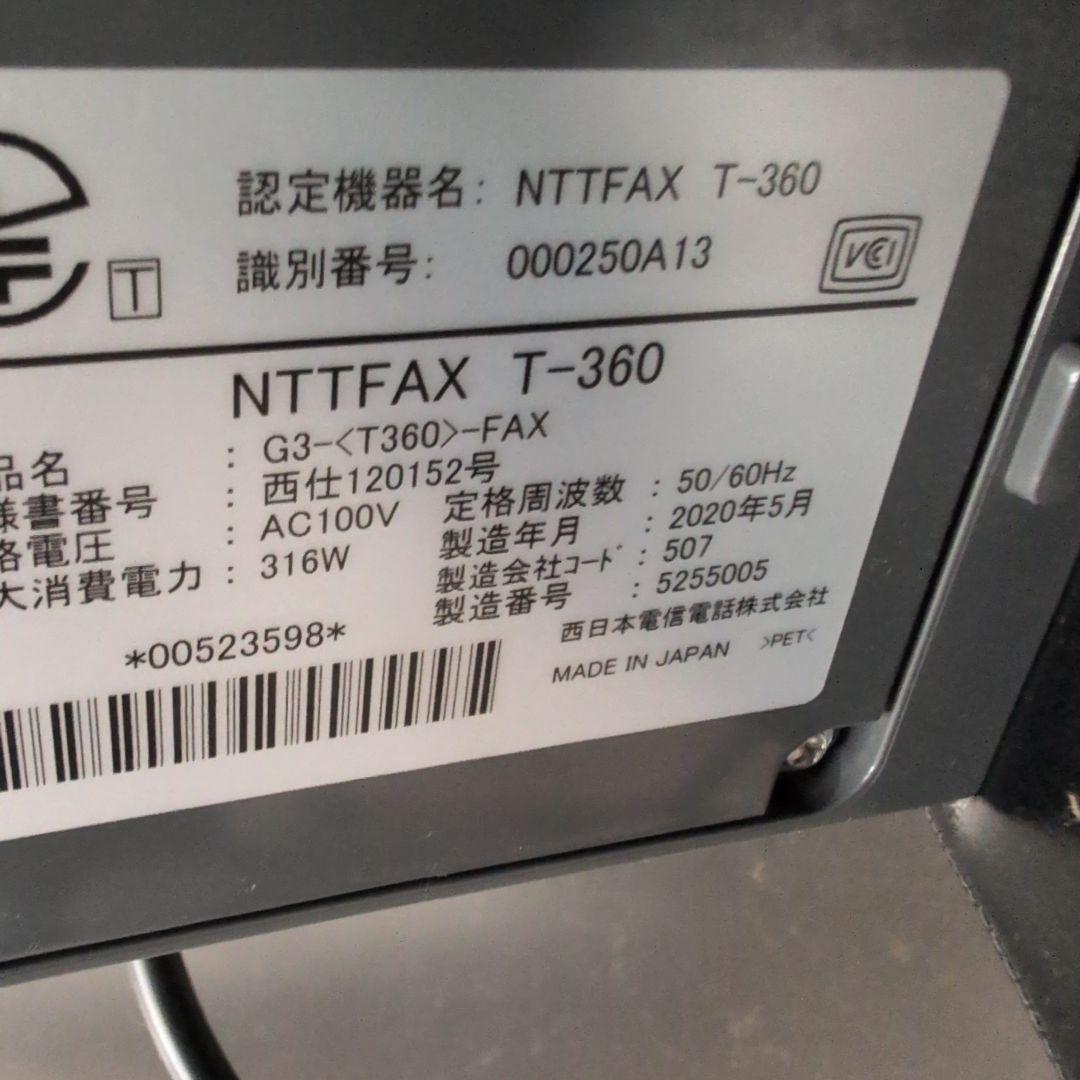 認定機器名: NTTFAX T-360
識別番号: 000250A13
T
VCCI
NTTFAX T-360
品名 : G3-<T360>-FAX
様書番号 : 西仕120152号
格電圧 : AC100V 定格周波数 : 50/60Hz
大消費電力 : 316W 製造年月 : 2020年5月
製造会社コード : 507
製造番号 : 5255005
*00523598*
西日本電信電話株式会社
MADE IN JAPAN >PET<